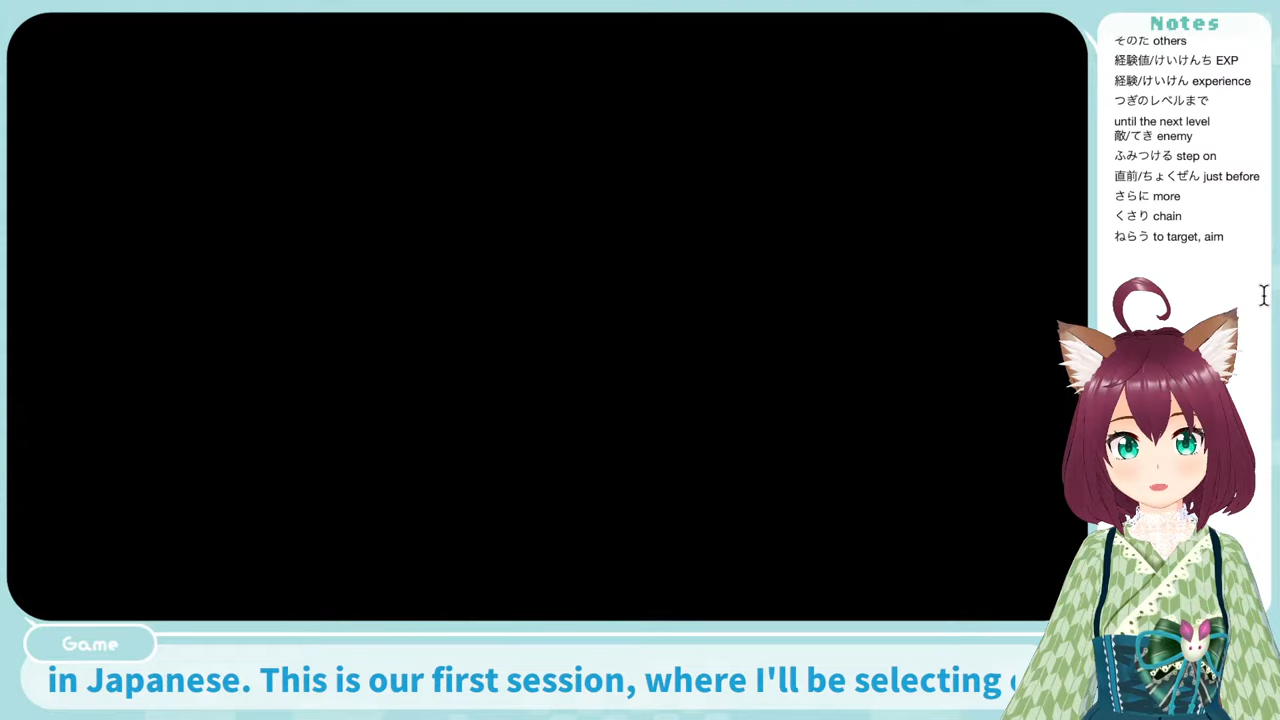 Notes
そのた others
経験値/けいけんち EXP
経験/けいけん experience
つぎのレベルまで
until the next level
敵/てき enemy
ふみつける step on
直前/ちょくぜん just before
さらに more
くさり chain
ねらう to target, aim
Game
in Japanese. This is our first session, where I'll be selecting